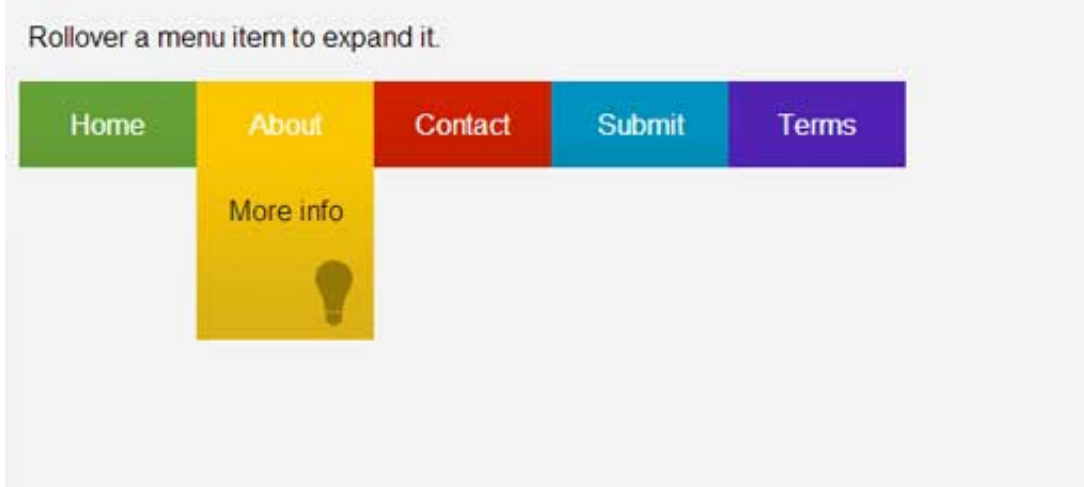 Rollover a menu item to expand it.
Home About Contact Submit Terms
More info